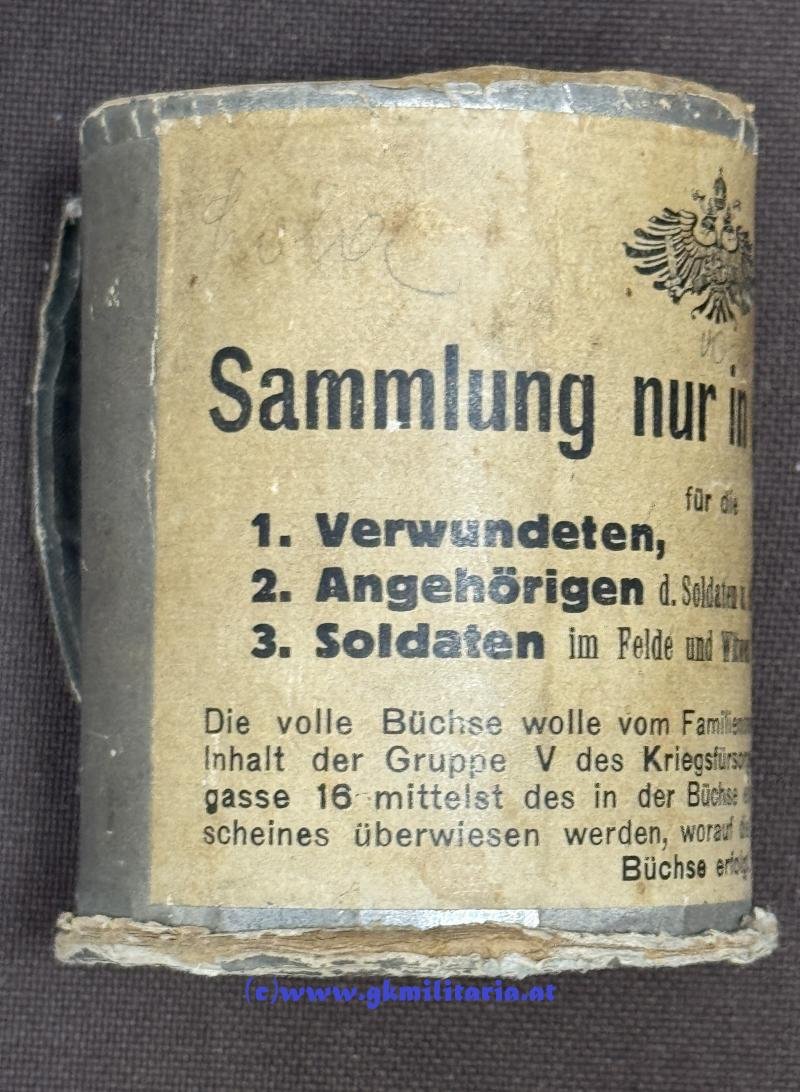 Sammlung nur in
für die
1. Verwundeten,
2. Angehörigen d. Soldaten u.
3. Soldaten im Felde und
Die volle Büchse wolle vom
Inhalt der Gruppe V des
gasse 16 mittelst des in der Büchse
scheines überwiesen werden, worauf
Büchse
(c)www.gkmilitaria.at